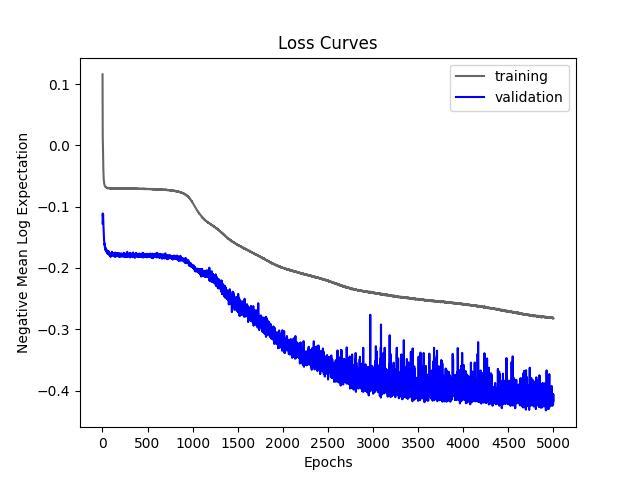 Loss Curves
training
validation
Negative Mean Log Expectation
0.1
0.0
−0.1
−0.2
−0.3
−0.4
0 500 1000 1500 2000 2500 3000 3500 4000 4500 5000
Epochs